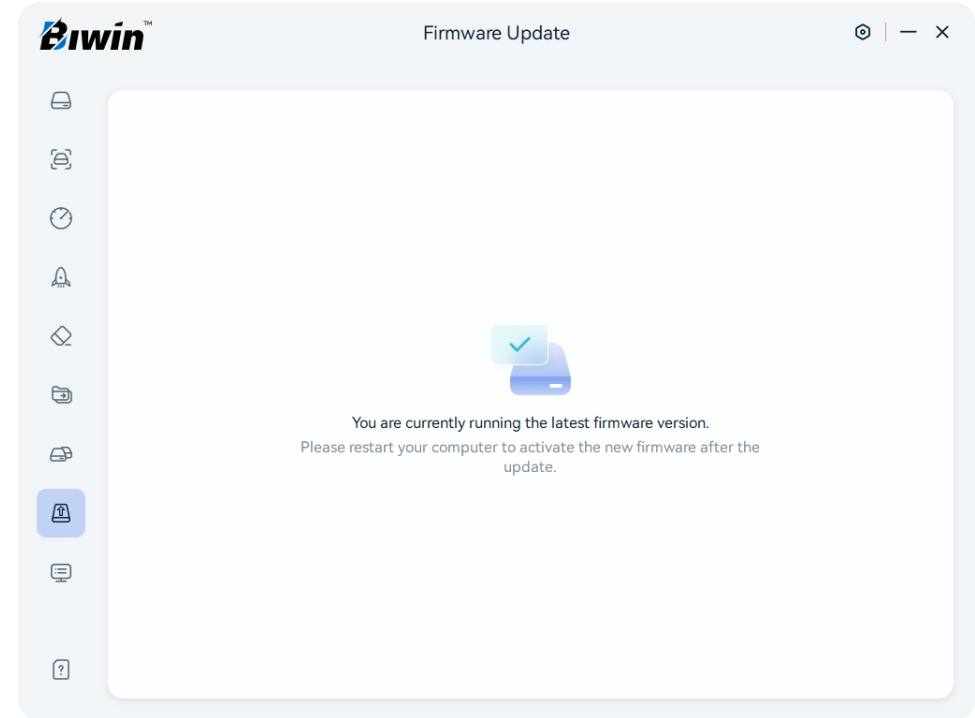 Biwin™
Firmware Update
You are currently running the latest firmware version.
Please restart your computer to activate the new firmware after the
update.
?